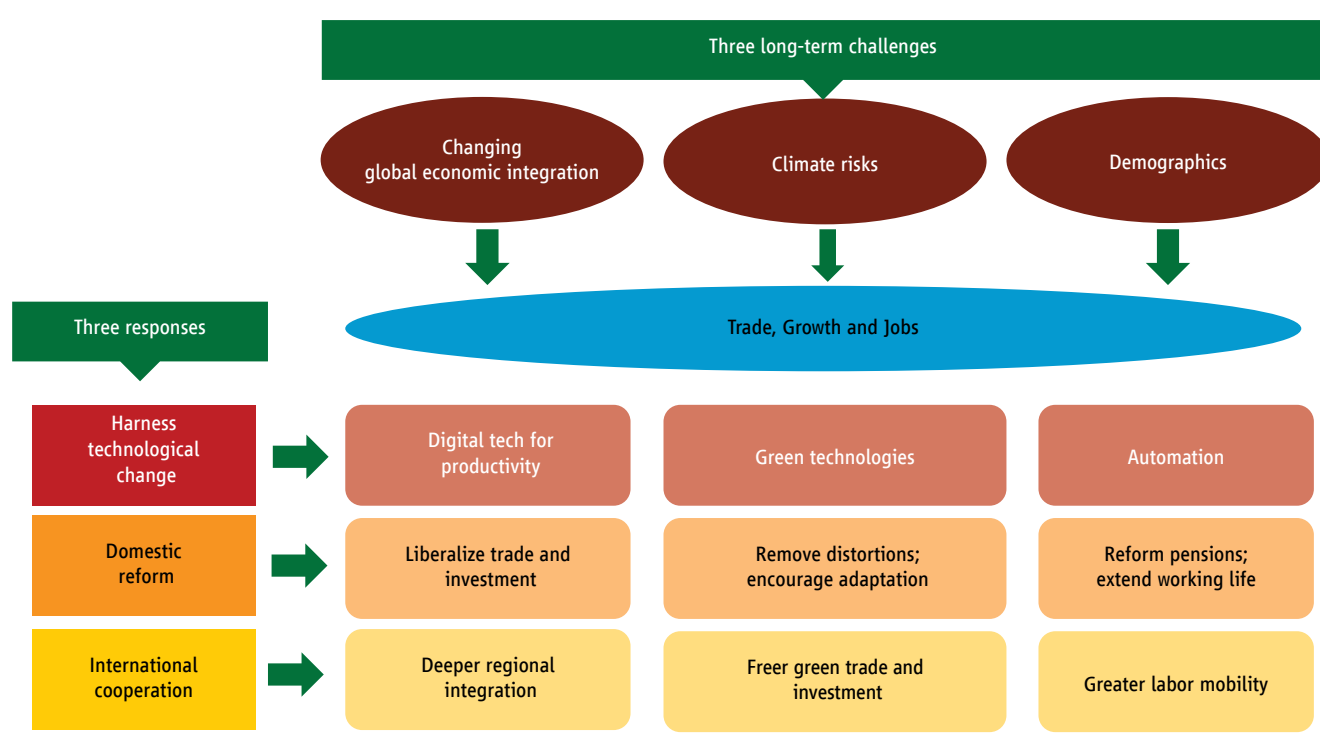 Three long-term challenges
Changing
global economic integration
Climate risks
Demographics
Three responses
Trade, Growth and Jobs
Harness
technological
change
Digital tech for
productivity
Green technologies
Automation
Domestic
reform
Liberalize trade and
investment
Remove distortions;
encourage adaptation
Reform pensions;
extend working life
International
cooperation
Deeper regional
integration
Freer green trade and
investment
Greater labor mobility